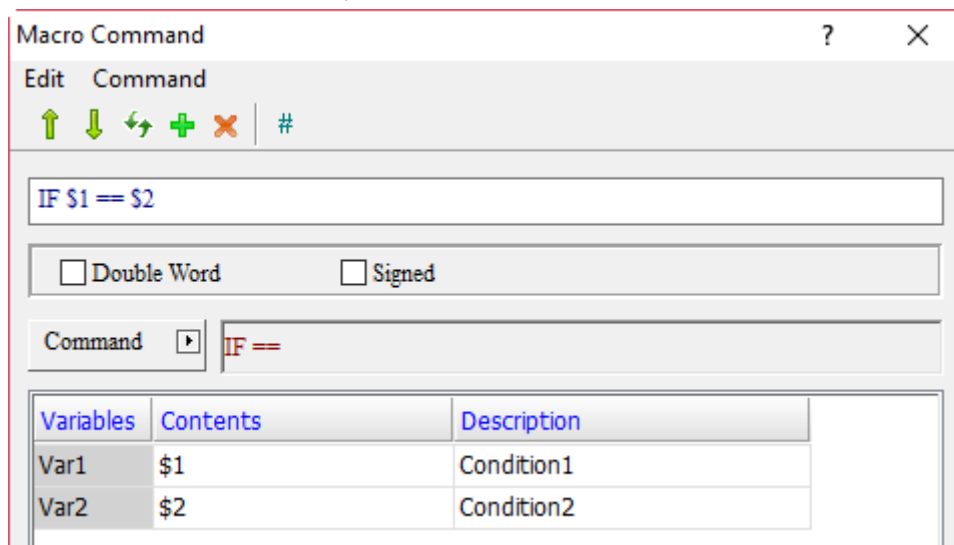 Macro Command ?
Edit Command
#
IF $1 == $2
Double Word Signed
Command IF ==
Variables Contents Description
Var1 $1 Condition1
Var2 $2 Condition2